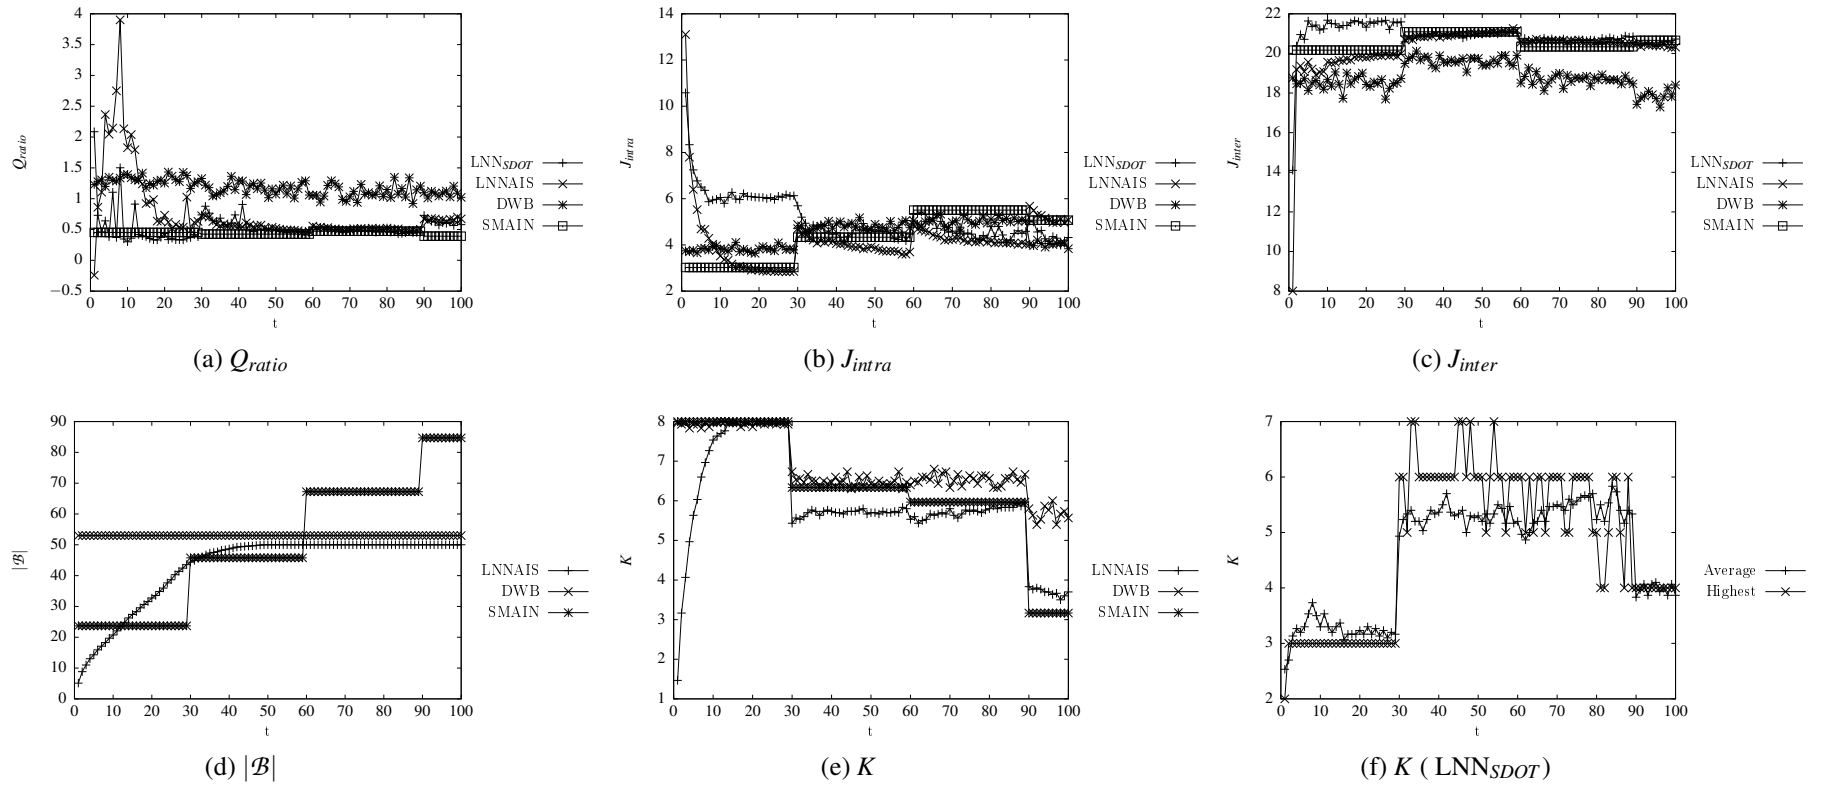 4
3.5
3
2.5
2
1.5
1
0.5
0
−0.5
0 10 20 30 40 50 60 70 80 90 100
Q_ratio
t
LNN_SDOT
LNNAIS
DWB
SMAIN
(a) Q_ratio
14
12
10
8
6
4
2
0 10 20 30 40 50 60 70 80 90 100
J_intra
t
LNN_SDOT
LNNAIS
DWB
SMAIN
(b) J_intra
22
20
18
16
14
12
10
8
0 10 20 30 40 50 60 70 80 90 100
J_inter
t
LNN_SDOT
LNNAIS
DWB
SMAIN
(c) J_inter
90
80
70
60
50
40
30
20
10
0
0 10 20 30 40 50 60 70 80 90 100
|ℬ|
t
LNNAIS
DWB
SMAIN
(d) |ℬ|
8
7
6
5
4
3
2
1
0 10 20 30 40 50 60 70 80 90 100
K
t
LNNAIS
DWB
SMAIN
(e) K
7
6
5
4
3
2
0 10 20 30 40 50 60 70 80 90 100
K
t
Average
Highest
(f) K ( LNN_SDOT)